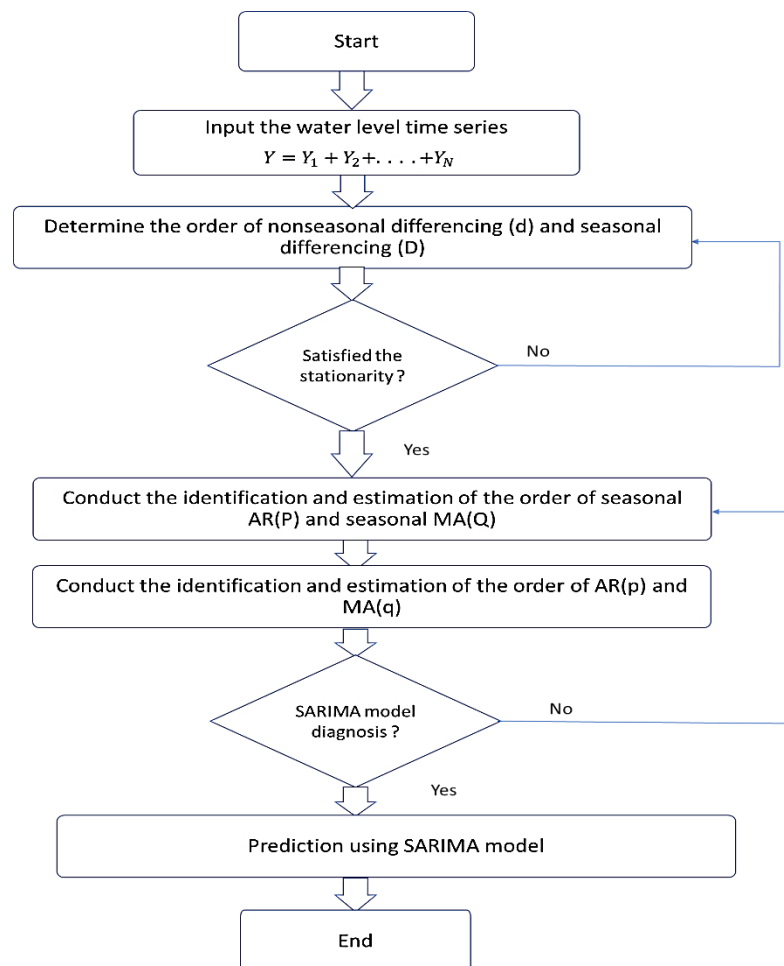 Start
Input the water level time series
Y = Y₁ + Y₂+. . . .+Y_N
Determine the order of nonseasonal differencing (d) and seasonal
differencing (D)
Satisfied the
stationarity ?
No
Yes
Conduct the identification and estimation of the order of seasonal
AR(P) and seasonal MA(Q)
Conduct the identification and estimation of the order of AR(p) and
MA(q)
SARIMA model
diagnosis ?
No
Yes
Prediction using SARIMA model
End